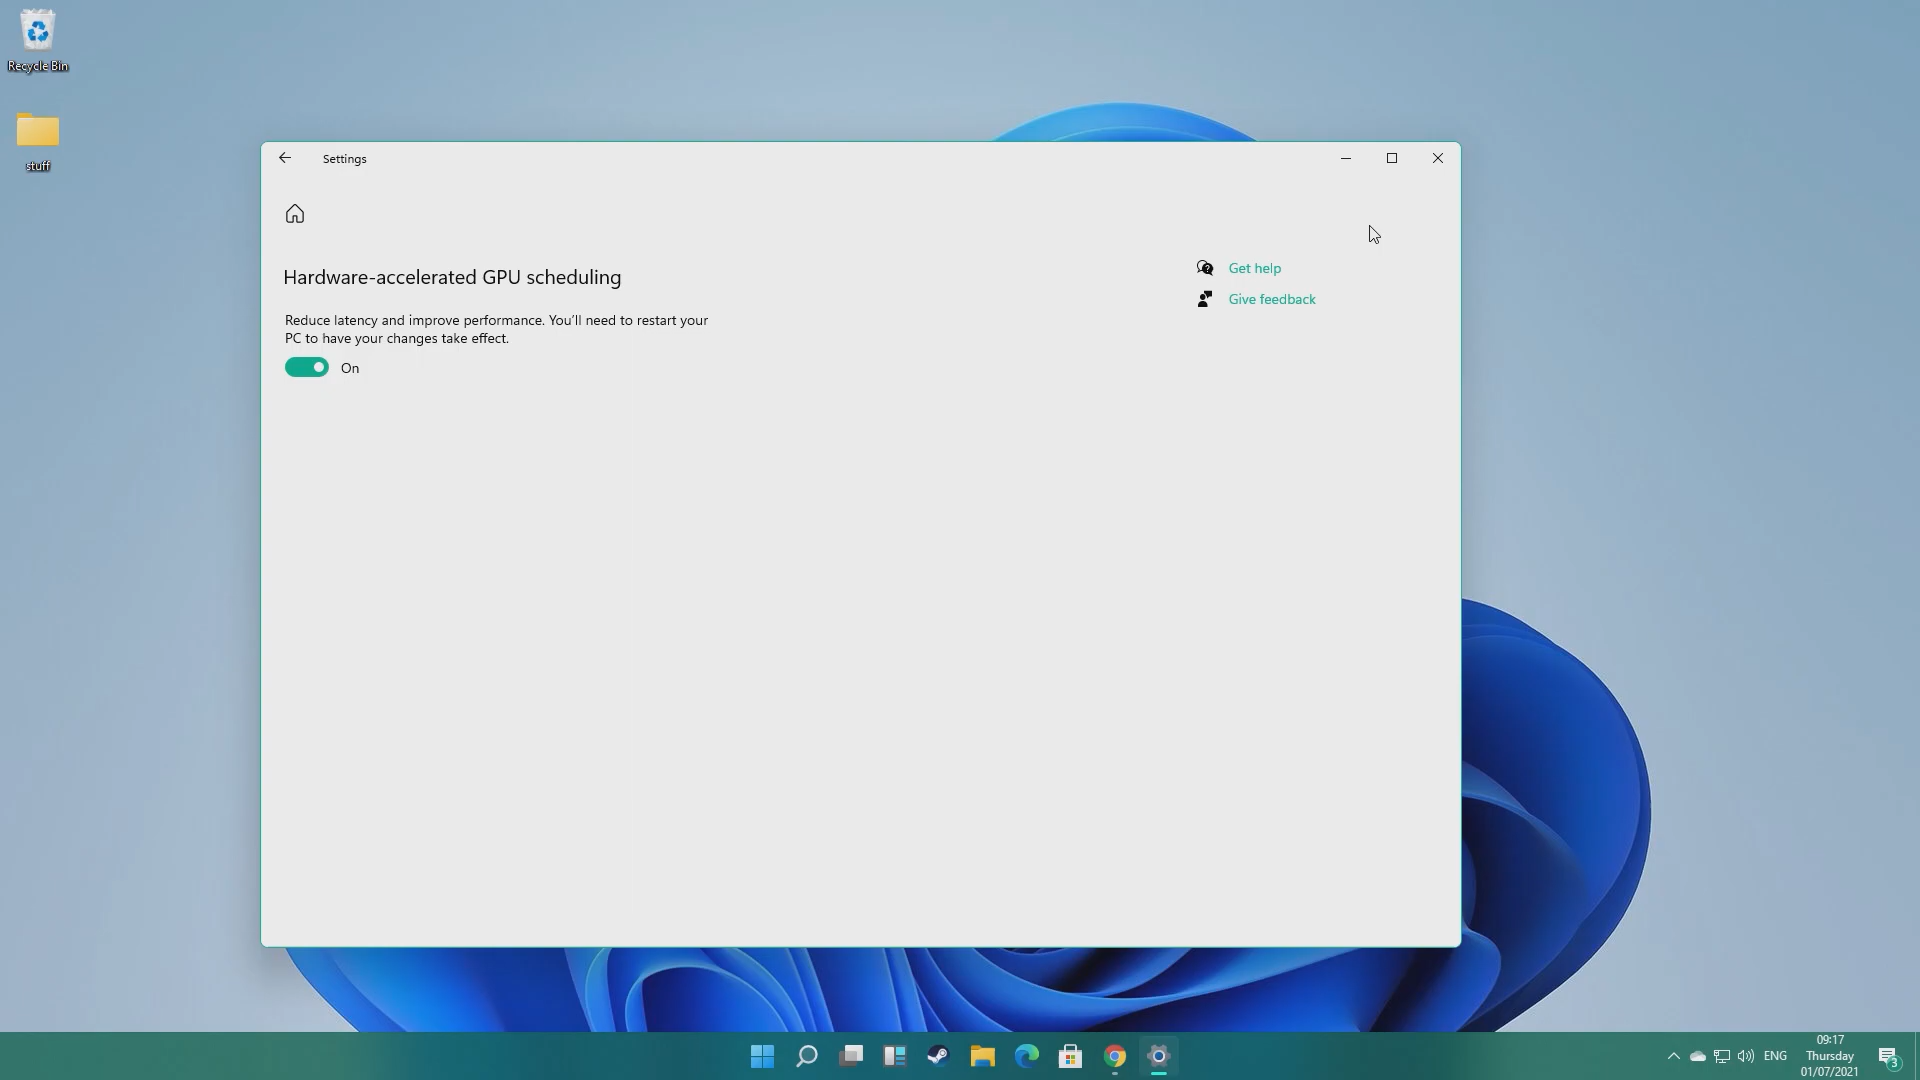 Recycle Bin
stuff
Settings
Hardware-accelerated GPU scheduling
Reduce latency and improve performance. You'll need to restart your
PC to have your changes take effect.
On
Get help
Give feedback
ENG
09:17
Thursday
01/07/2021
3